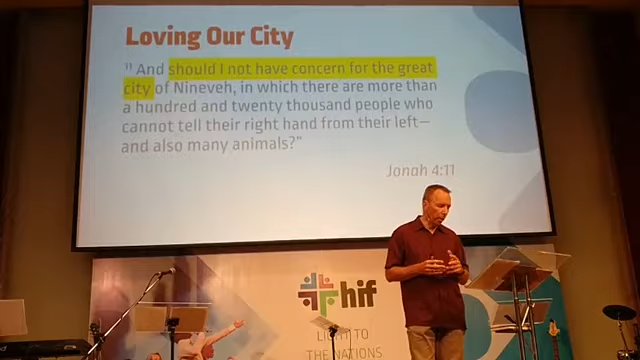 Loving Our City
¹¹ And should I not have concern for the great
city of Nineveh, in which there are more than
a hundred and twenty thousand people who
cannot tell their right hand from their left—
and also many animals?”
Jonah 4:11
hif
LIGHT TO
THE NATIONS